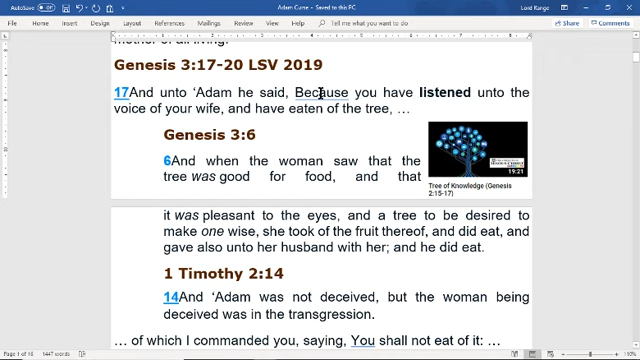 AutoSave Off
Adam Curse - Saved to this PC
Lord Range
File Home Insert Design Layout References Mailings Review View Help Tell me what you want to do Share Comments
mother of all living.
Genesis 3:17-20 LSV 2019
17And unto ‘Adam he said, Because you have listened unto the
voice of your wife, and have eaten of the tree, …
Genesis 3:6
6And when the woman saw that the
tree was good for food, and that
19:21
Tree of Knowledge (Genesis
2:15-17)
it was pleasant to the eyes, and a tree to be desired to
make one wise, she took of the fruit thereof, and did eat, and
gave also unto her husband with her; and he did eat.
1 Timothy 2:14
14And ‘Adam was not deceived, but the woman being
deceived was in the transgression.
… of which I commanded you, saying, You shall not eat of it: …
Page 1 of 16 1447 words